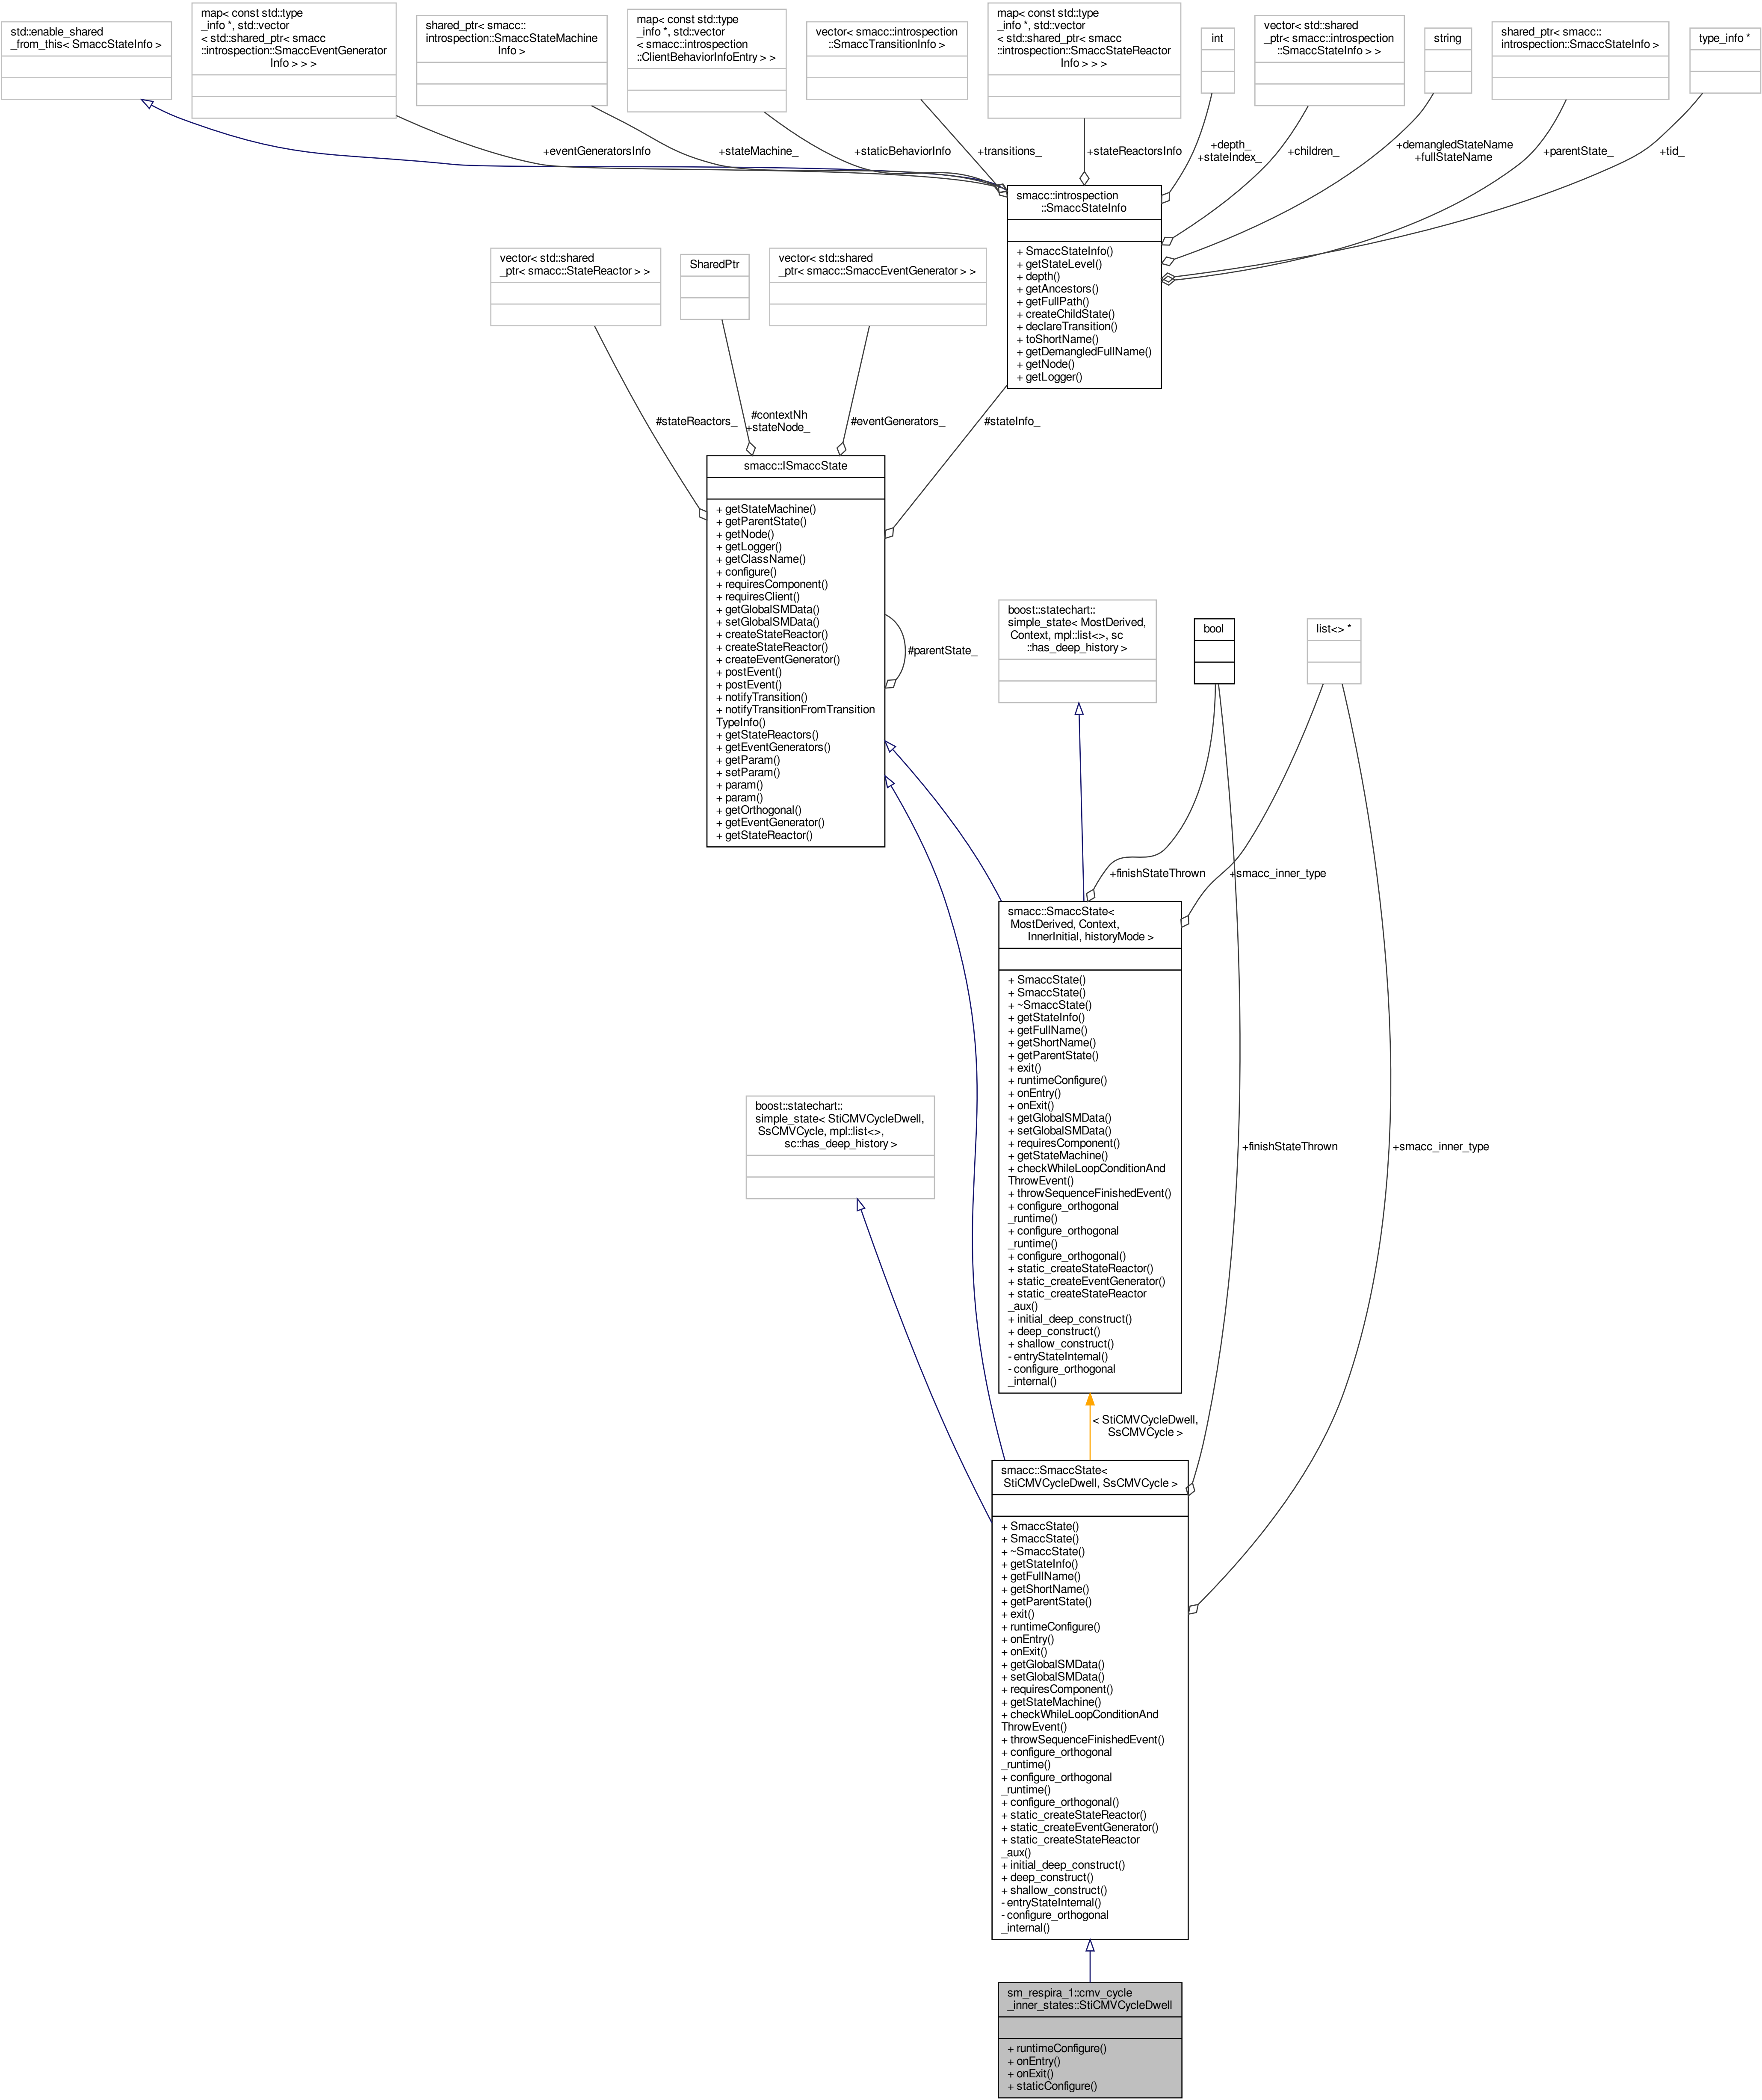 std::enable_shared
_from_this< SmaccStateInfo >
map< const std::type
_info *, std::vector
< std::shared_ptr< smacc
::introspection::SmaccEventGenerator
Info > > >
shared_ptr< smacc::
introspection::SmaccStateMachine
Info >
map< const std::type
_info *, std::vector
< smacc::introspection
::ClientBehaviorInfoEntry > >
vector< smacc::introspection
::SmaccTransitionInfo >
map< const std::type
_info *, std::vector
< std::shared_ptr< smacc
::introspection::SmaccStateReactor
Info > > >
int
vector< std::shared
_ptr< smacc::introspection
::SmaccStateInfo > >
string
shared_ptr< smacc::
introspection::SmaccStateInfo >
type_info *
+eventGeneratorsInfo
+stateMachine_
+staticBehaviorInfo
+transitions_
+stateReactorsInfo
+depth_
+stateIndex_
+children_
+demangledStateName
+fullStateName
+parentState_
+tid_
smacc::introspection
::SmaccStateInfo
+ SmaccStateInfo()
+ getStateLevel()
+ depth()
+ getAncestors()
+ getFullPath()
+ createChildState()
+ declareTransition()
+ toShortName()
+ getDemangledFullName()
+ getNode()
+ getLogger()
vector< std::shared
_ptr< smacc::StateReactor > >
SharedPtr
vector< std::shared
_ptr< smacc::SmaccEventGenerator > >
#stateReactors_
#contextNh
+stateNode_
#eventGenerators_
#stateInfo_
smacc::ISmaccState
+ getStateMachine()
+ getParentState()
+ getNode()
+ getLogger()
+ getClassName()
+ configure()
+ requiresComponent()
+ requiresClient()
+ getGlobalSMData()
+ setGlobalSMData()
+ createStateReactor()
+ createStateReactor()
+ createEventGenerator()
+ postEvent()
+ postEvent()
+ notifyTransition()
+ notifyTransitionFromTransition
TypeInfo()
+ getStateReactors()
+ getEventGenerators()
+ getParam()
+ setParam()
+ param()
+ param()
+ getOrthogonal()
+ getEventGenerator()
+ getStateReactor()
#parentState_
boost::statechart::
simple_state< MostDerived,
Context, mpl::list<>, sc
::has_deep_history >
bool
list<> *
+finishStateThrown
+smacc_inner_type
smacc::SmaccState<
MostDerived, Context,
InnerInitial, historyMode >
+ SmaccState()
+ SmaccState()
+ ~SmaccState()
+ getStateInfo()
+ getFullName()
+ getShortName()
+ getParentState()
+ exit()
+ runtimeConfigure()
+ onEntry()
+ onExit()
+ getGlobalSMData()
+ setGlobalSMData()
+ requiresComponent()
+ getStateMachine()
+ checkWhileLoopConditionAnd
ThrowEvent()
+ throwSequenceFinishedEvent()
+ configure_orthogonal
_runtime()
+ configure_orthogonal
_runtime()
+ configure_orthogonal()
+ static_createStateReactor()
+ static_createEventGenerator()
+ static_createStateReactor
_aux()
+ initial_deep_construct()
+ deep_construct()
+ shallow_construct()
- entryStateInternal()
- configure_orthogonal
_internal()
boost::statechart::
simple_state< StiCMVCycleDwell,
SsCMVCycle, mpl::list<>,
sc::has_deep_history >
+finishStateThrown
+smacc_inner_type
< StiCMVCycleDwell,
SsCMVCycle >
smacc::SmaccState<
StiCMVCycleDwell, SsCMVCycle >
+ SmaccState()
+ SmaccState()
+ ~SmaccState()
+ getStateInfo()
+ getFullName()
+ getShortName()
+ getParentState()
+ exit()
+ runtimeConfigure()
+ onEntry()
+ onExit()
+ getGlobalSMData()
+ setGlobalSMData()
+ requiresComponent()
+ getStateMachine()
+ checkWhileLoopConditionAnd
ThrowEvent()
+ throwSequenceFinishedEvent()
+ configure_orthogonal
_runtime()
+ configure_orthogonal
_runtime()
+ configure_orthogonal()
+ static_createStateReactor()
+ static_createEventGenerator()
+ static_createStateReactor
_aux()
+ initial_deep_construct()
+ deep_construct()
+ shallow_construct()
- entryStateInternal()
- configure_orthogonal
_internal()
sm_respira_1::cmv_cycle
_inner_states::StiCMVCycleDwell
+ runtimeConfigure()
+ onEntry()
+ onExit()
+ staticConfigure()